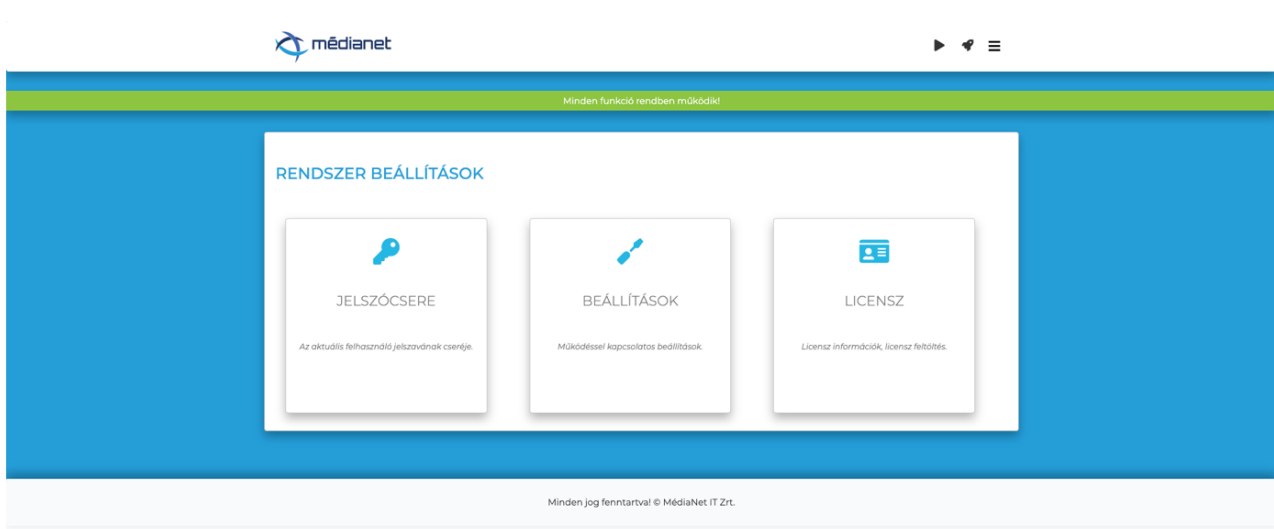 médianet
Minden funkció rendben működik!
RENDSZER BEÁLLÍTÁSOK
JELSZÓCSERE
Az aktuális felhasználó jelszavának cseréje.
BEÁLLÍTÁSOK
Működéssel kapcsolatos beállítások.
LICENSZ
Licensz információk, licensz feltöltés.
Minden jog fenntartva! © MédiaNet IT Zrt.